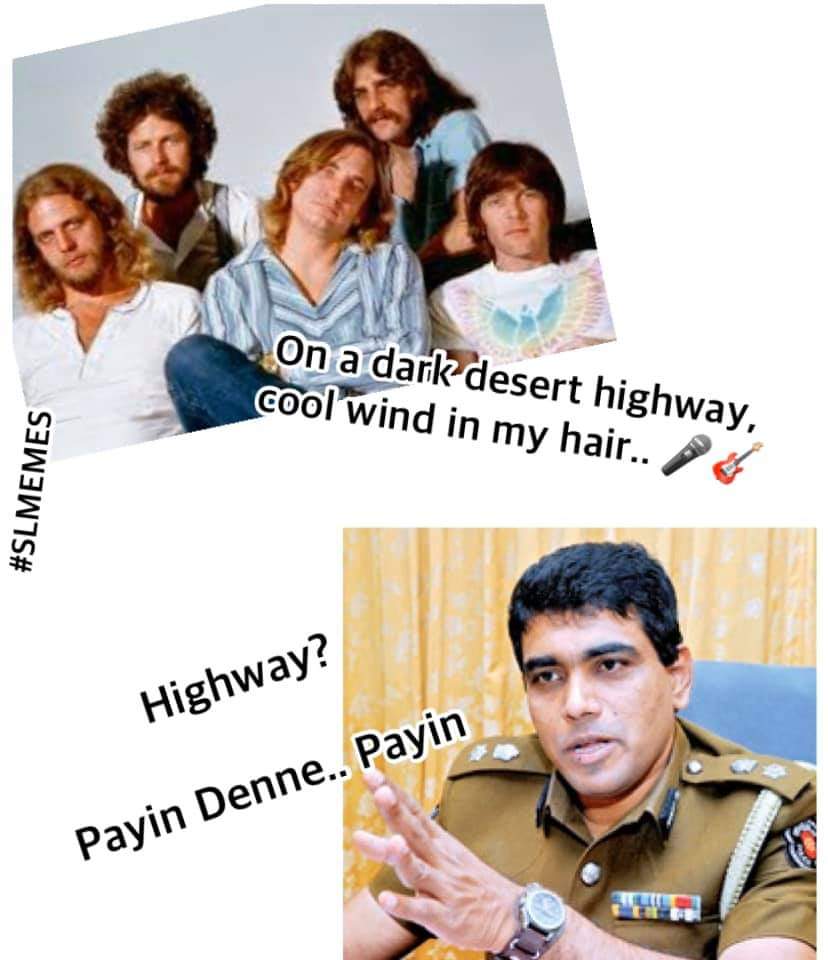 On a dark desert highway,
cool wind in my hair.. 🎤🎸
#SLMEMES
Highway?
Payin Denne.. Payin